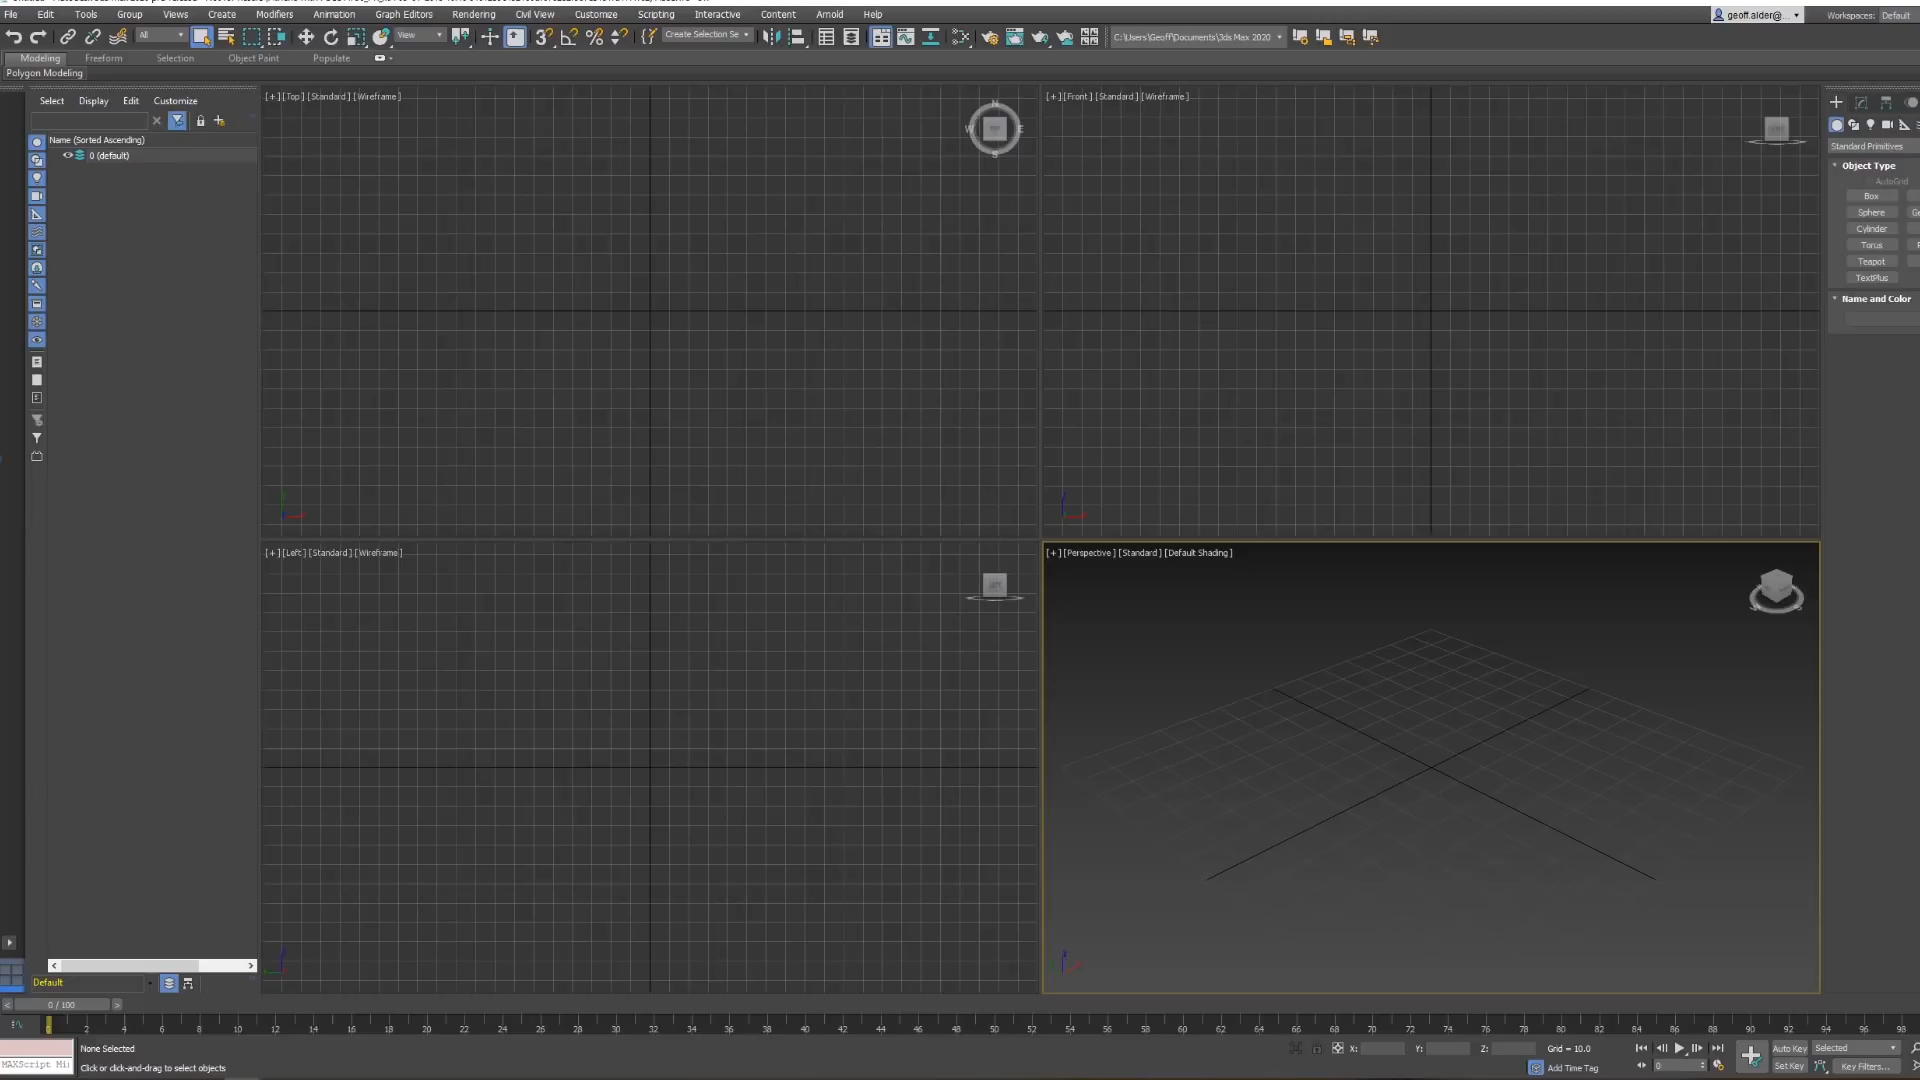 File Edit Tools Group Views Create Modifiers Animation Graph Editors Rendering Civil View Customize Scripting Interactive Content Arnold Help
geoff.alder@...
Workspaces: Default
All
View
Create Selection Se
C:\Users\Geoff\Documents\3ds Max 2020
Modeling Freeform Selection Object Paint Populate
Polygon Modeling
Select Display Edit Customize
Name (Sorted Ascending)
0 (default)
[+] [Top] [Standard] [Wireframe]
N
W E
S
[+] [Front] [Standard] [Wireframe]
[+] [Left] [Standard] [Wireframe]
[+] [Perspective] [Standard] [Default Shading]
Standard Primitives
Object Type
AutoGrid
Box
Sphere Ge
Cylinder
Torus
Teapot
TextPlus
Name and Color
Default
0 / 100
0 2 4 6 8 10 12 14 16 18 20 22 24 26 28 30 32 34 36 38 40 42 44 46 48 50 52 54 56 58 60 62 64 66 68 70 72 74 76 78 80 82 84 86 88 90 92 94 96 98
None Selected
X: Y: Z: Grid = 10.0
Auto Key Selected
MAXScript Mi
Click or click-and-drag to select objects
Add Time Tag
0
Set Key Key Filters...